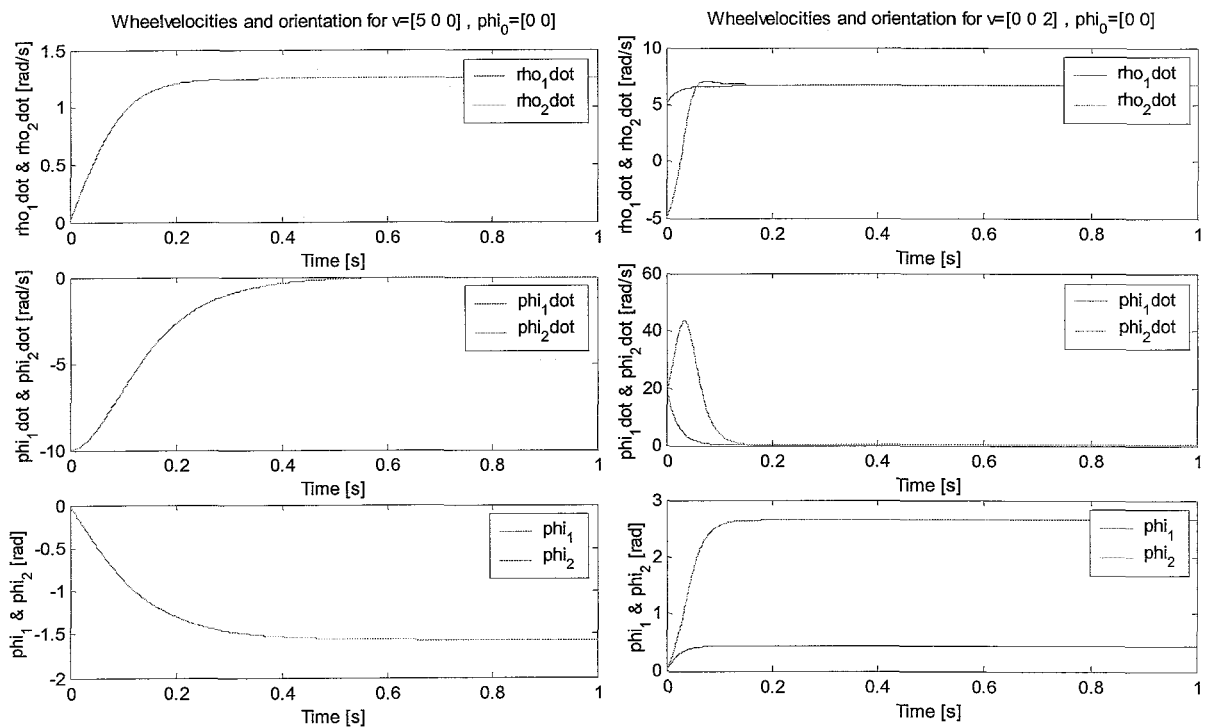 Wheelvelocities and orientation for v=[5 0 0] , phi0=[0 0]
rho1dot & rho2dot [rad/s]
1.5
1
0.5
0
rho1dot
rho2dot
0 0.2 0.4 0.6 0.8 1
Time [s]
phi1dot & phi2dot [rad/s]
0
-5
-10
phi1dot
phi2dot
0 0.2 0.4 0.6 0.8 1
Time [s]
phi1 & phi2 [rad]
0
-0.5
-1
-1.5
-2
phi1
phi2
0 0.2 0.4 0.6 0.8 1
Time [s]
Wheelvelocities and orientation for v=[0 0 2] , phi0=[0 0]
rho1dot & rho2dot [rad/s]
10
5
0
-5
rho1dot
rho2dot
0 0.2 0.4 0.6 0.8 1
Time [s]
phi1dot & phi2dot [rad/s]
60
40
20
0
phi1dot
phi2dot
0 0.2 0.4 0.6 0.8 1
Time [s]
phi1 & phi2 [rad]
3
2
1
0
phi1
phi2
0 0.2 0.4 0.6 0.8 1
Time [s]